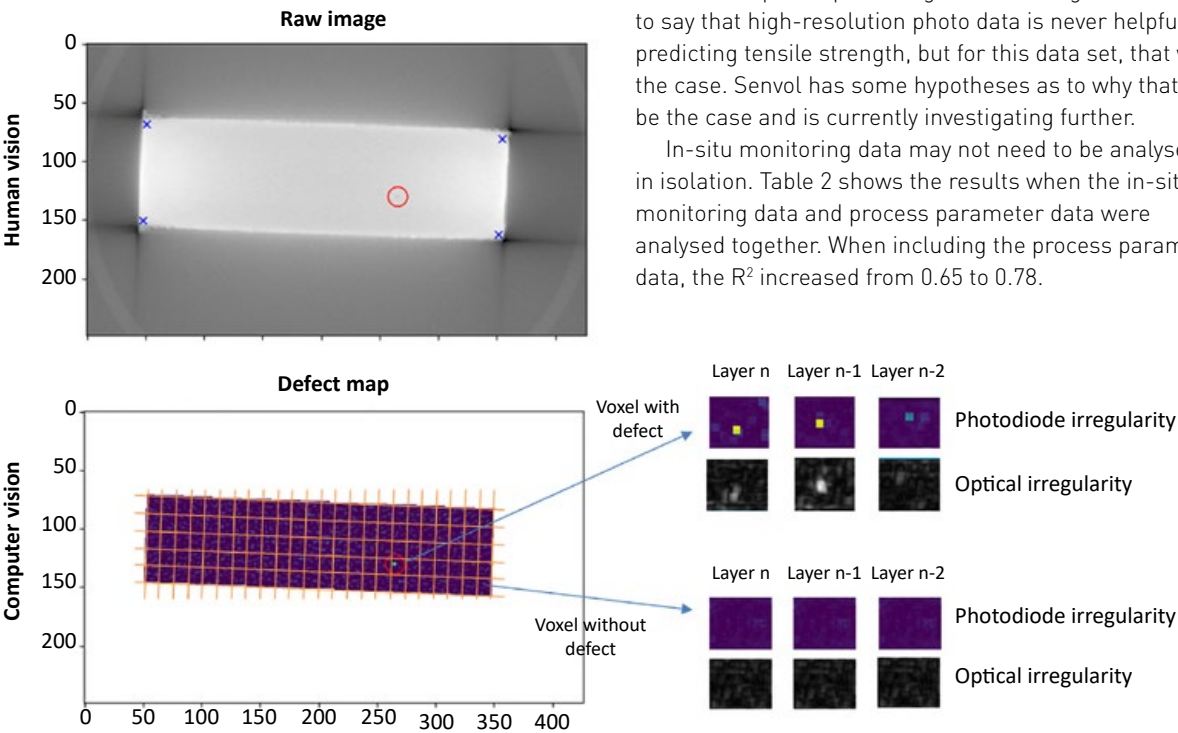 Raw image
0
50
100
150
200
Human vision
to say that high-resolution photo data is never helpful
predicting tensile strength, but for this data set, that
the case. Senvol has some hypotheses as to why that
be the case and is currently investigating further.
In-situ monitoring data may not need to be analyse
in isolation. Table 2 shows the results when the in-sit
monitoring data and process parameter data were
analysed together. When including the process param
data, the R² increased from 0.65 to 0.78.
Defect map
0
50
100
150
200
Computer vision
0 50 100 150 200 250 300 350 400
Voxel with
defect
Voxel without
defect
Layer n Layer n-1 Layer n-2
Photodiode irregularity
Optical irregularity
Layer n Layer n-1 Layer n-2
Photodiode irregularity
Optical irregularity